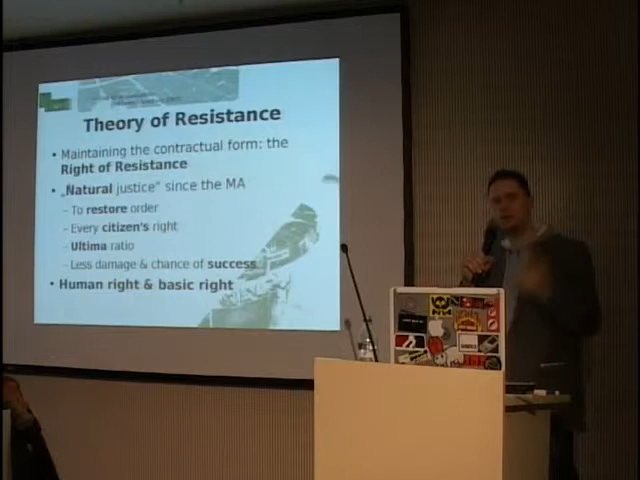 Theory of Resistance
• Maintaining the contractual form: the
Right of Resistance
• „Natural justice“ since the MA
– To restore order
– Every citizen's right
– Ultima ratio
– Less damage & chance of success
• Human right & basic right